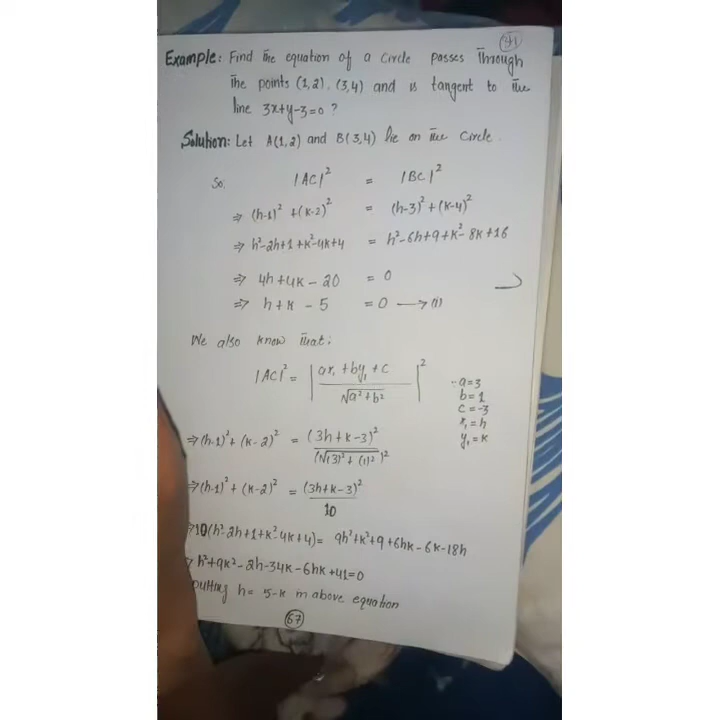 71
Example: Find the equation of a circle passes through
the points (1,2), (3,4) and is tangent to the
line 3x+y-3=0 ?
Solution: Let A(1,2) and B(3,4) lie on the circle.
So: |AC|² = |BC|²
⇒ (h-1)² + (k-2)² = (h-3)² + (k-4)²
⇒ h²-2h+1+k²-4k+4 = h²-6h+9+k²-8k+16
⇒ 4h+4k-20 = 0
⇒ h+k-5 = 0 → (i)
We also know that:
|AC|² = |ax₁+by₁+c / √a²+b²|²
∵ a=3
b=1
c=-3
x₁=h
y₁=k
⇒ (h-1)² + (k-2)² = (3h+k-3)² / (√(3)²+(1)²)²
⇒ (h-1)² + (k-2)² = (3h+k-3)² / 10
⇒ 10(h²-2h+1+k²-4k+4) = 9h²+k²+9+6hk-6k-18h
⇒ h²+9k²-2h-34k-6hk+41=0
putting h= 5-k in above equation
67